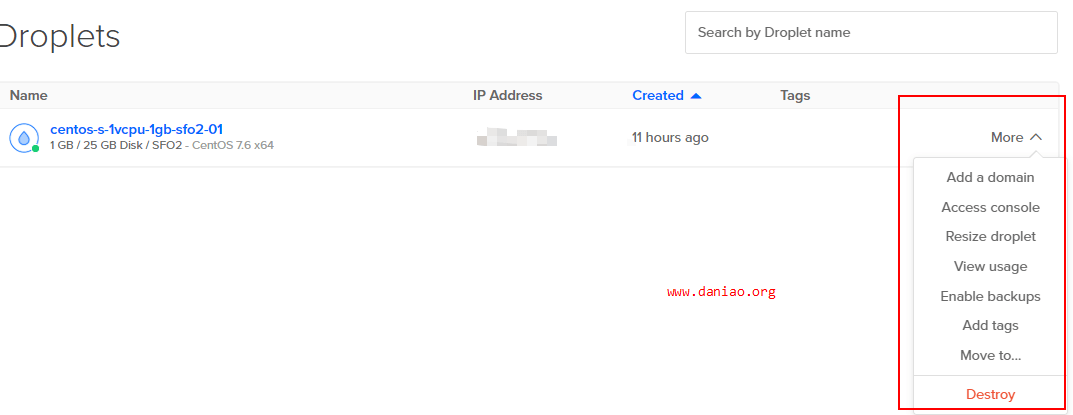 Droplets
Search by Droplet name
Name IP Address Created Tags
centos-s-1vcpu-1gb-sfo2-01
1 GB / 25 GB Disk / SFO2 - CentOS 7.6 x64
11 hours ago
More
Add a domain
Access console
Resize droplet
View usage
Enable backups
Add tags
Move to...
Destroy
www.daniao.org